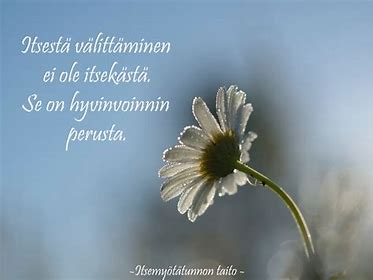 Itsestä välittäminen
ei ole itsekästä.
Se on hyvinvoinnin
perusta.
~Itsemyötätunnon taito ~